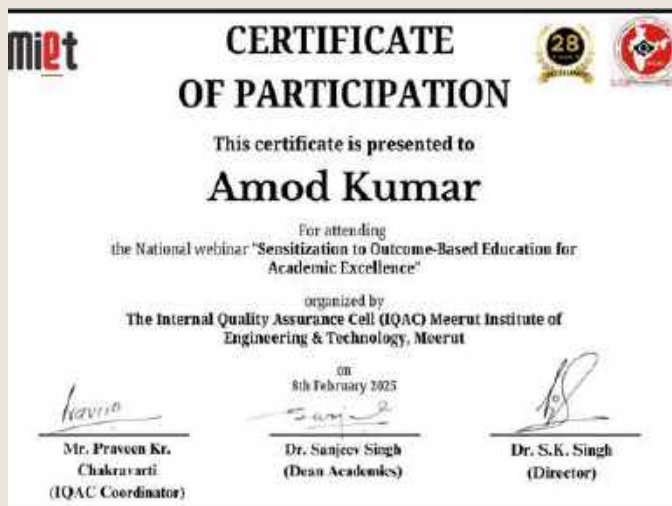 miet
CERTIFICATE
OF PARTICIPATION
28
This certificate is presented to
Amod Kumar
For attending
the National webinar "Sensitization to Outcome-Based Education for
Academic Excellence"
organized by
The Internal Quality Assurance Cell (IQAC) Meerut Institute of
Engineering & Technology, Meerut
on
8th February 2025
Mr. Praveen Kr.
Chakravarti
(IQAC Coordinator)
Dr. Sanjeev Singh
(Dean Academics)
Dr. S.K. Singh
(Director)